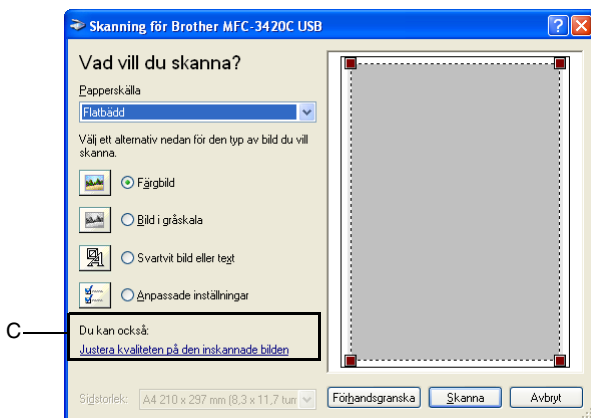 Skanning för Brother MFC-3420C USB
Vad vill du skanna?
Papperskälla
Flatbädd
Välj ett alternativ nedan för den typ av bild du vill
skanna.
Färgbild
Bild i gråskala
Svartvit bild eller text
Anpassade inställningar
C
Du kan också:
Justera kvaliteten på den inskannade bilden
Sidstorlek:
A4 210 x 297 mm (8,3 x 11,7 tum
Förhandsgranska
Skanna
Avbryt